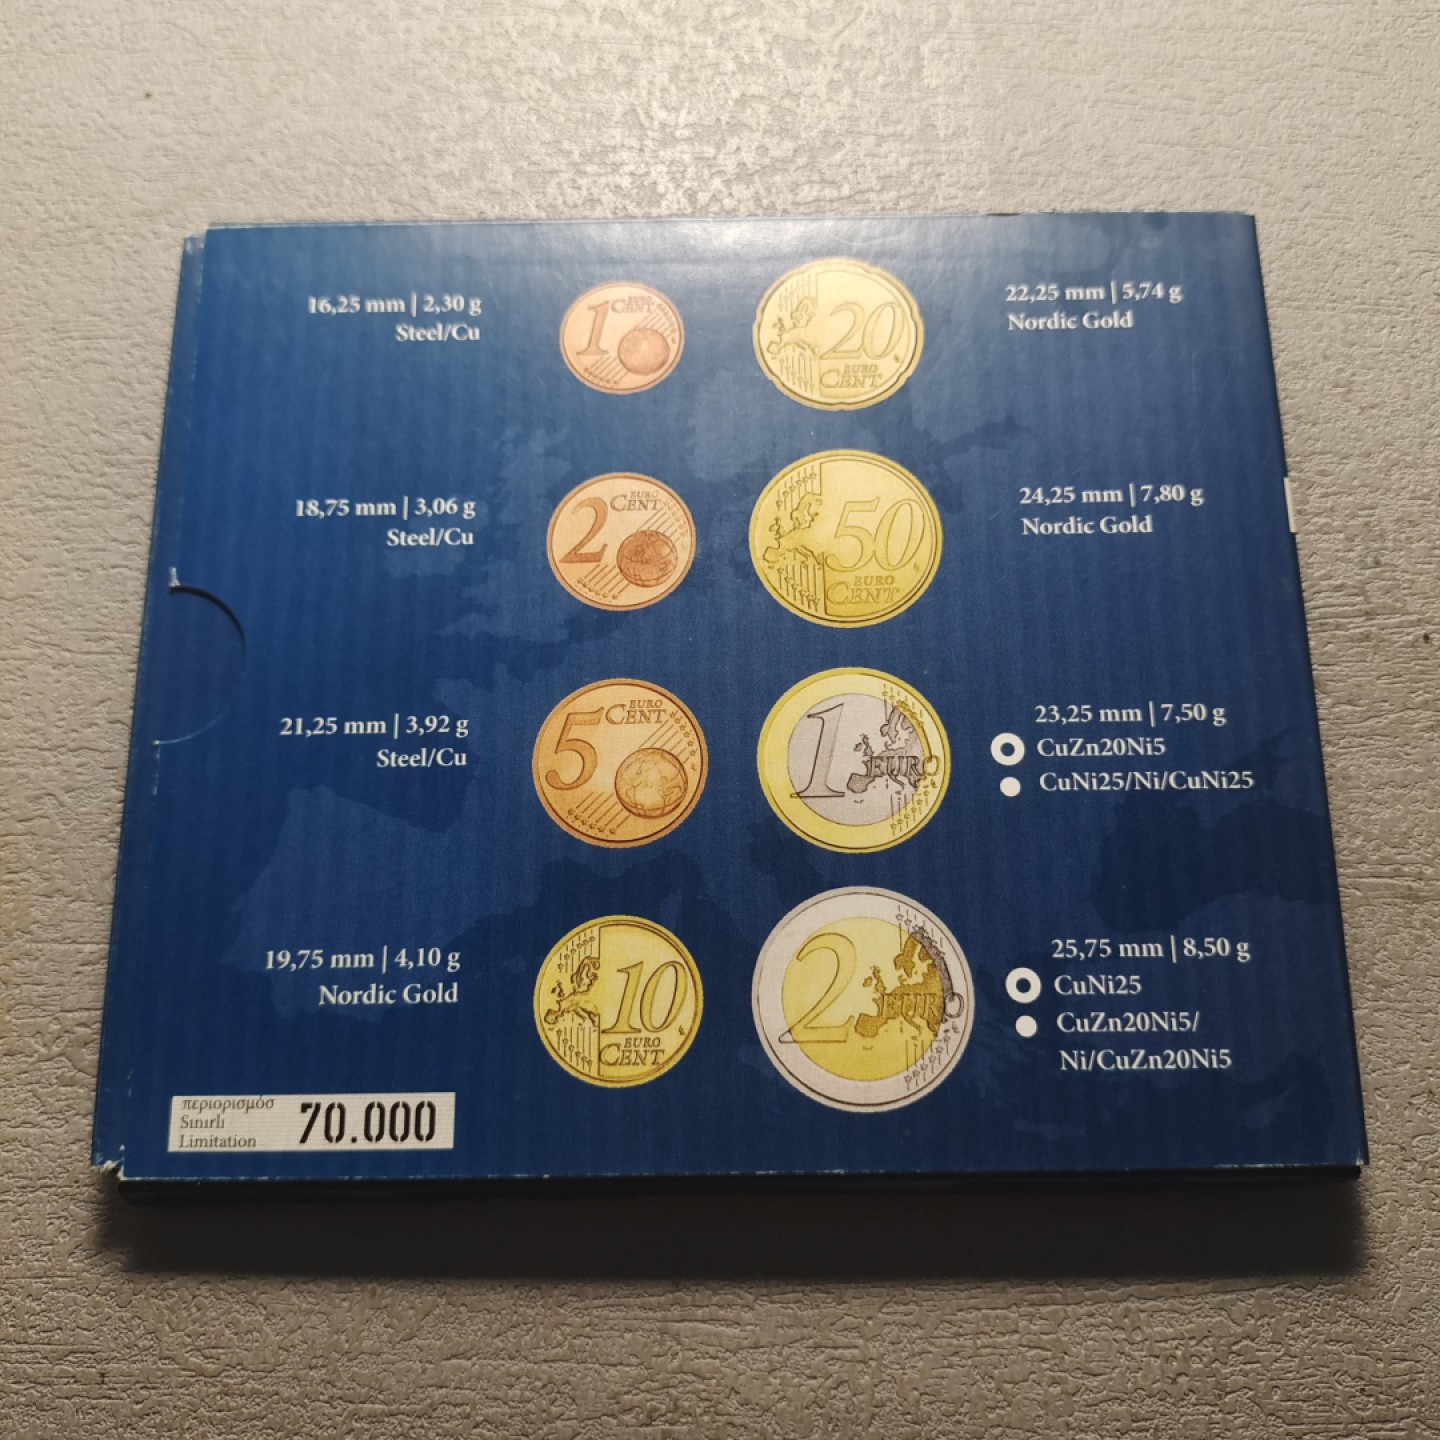 16,25 mm | 2,30 g
Steel/Cu
1 EURO CENT
20 EURO CENT
22,25 mm | 5,74 g
Nordic Gold
18,75 mm | 3,06 g
Steel/Cu
2 EURO CENT
50 EURO CENT
24,25 mm | 7,80 g
Nordic Gold
21,25 mm | 3,92 g
Steel/Cu
5 EURO CENT
1 EURO
23,25 mm | 7,50 g
CuZn20Ni5
CuNi25/Ni/CuNi25
19,75 mm | 4,10 g
Nordic Gold
10 EURO CENT
2 EURO
25,75 mm | 8,50 g
CuNi25
CuZn20Ni5/
Ni/CuZn20Ni5
περιορισμόσ
Sınırlı
Limitation
70.000